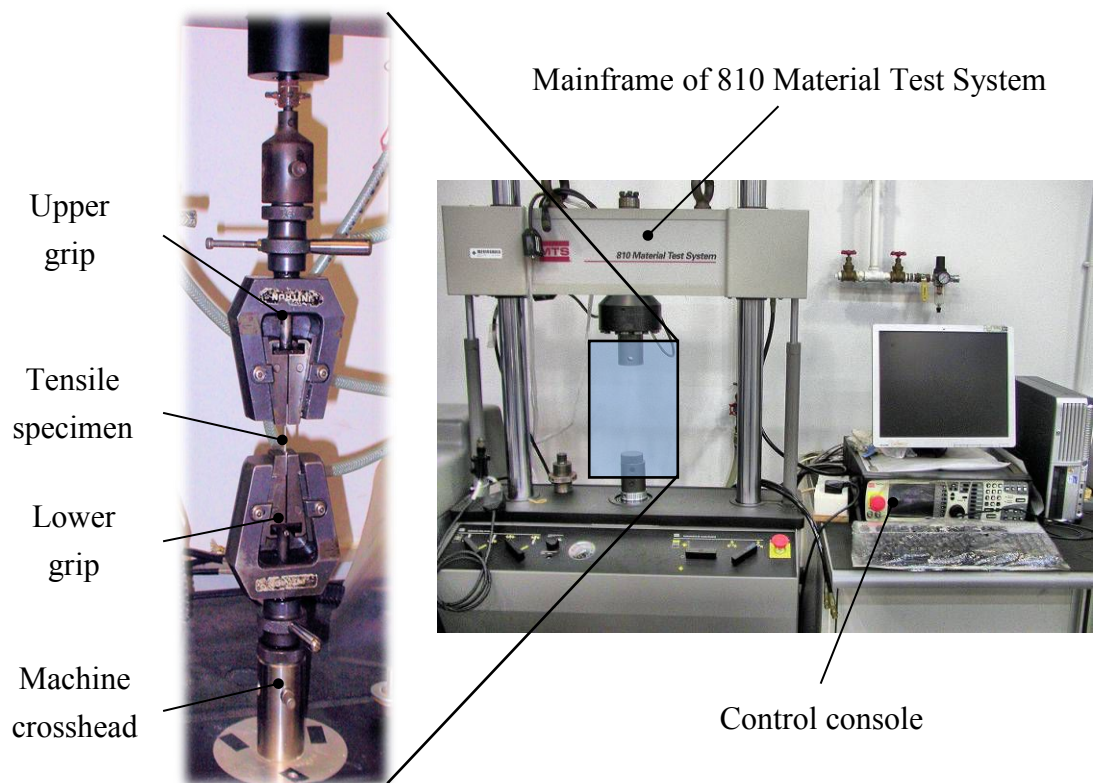 Mainframe of 810 Material Test System
Upper
grip
Tensile
specimen
Lower
grip
Machine
crosshead
Control console
MTS
810 Material Test System